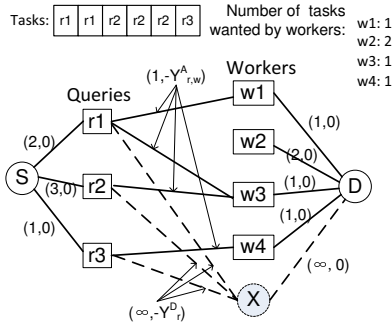 Tasks: r1 r1 r2 r2 r2 r3
Number of tasks
wanted by workers:
w1: 1
w2: 2
w3: 1
w4: 1
(1,-Y^A_{r,w})
Workers
Queries
w1
r1
(1,0)
(2,0)
w2
(2,0)
S
(3,0)
r2
w3
(1,0)
D
(1,0)
(1,0)
r3
w4
(∞, 0)
(∞,-Y^D_r)
X